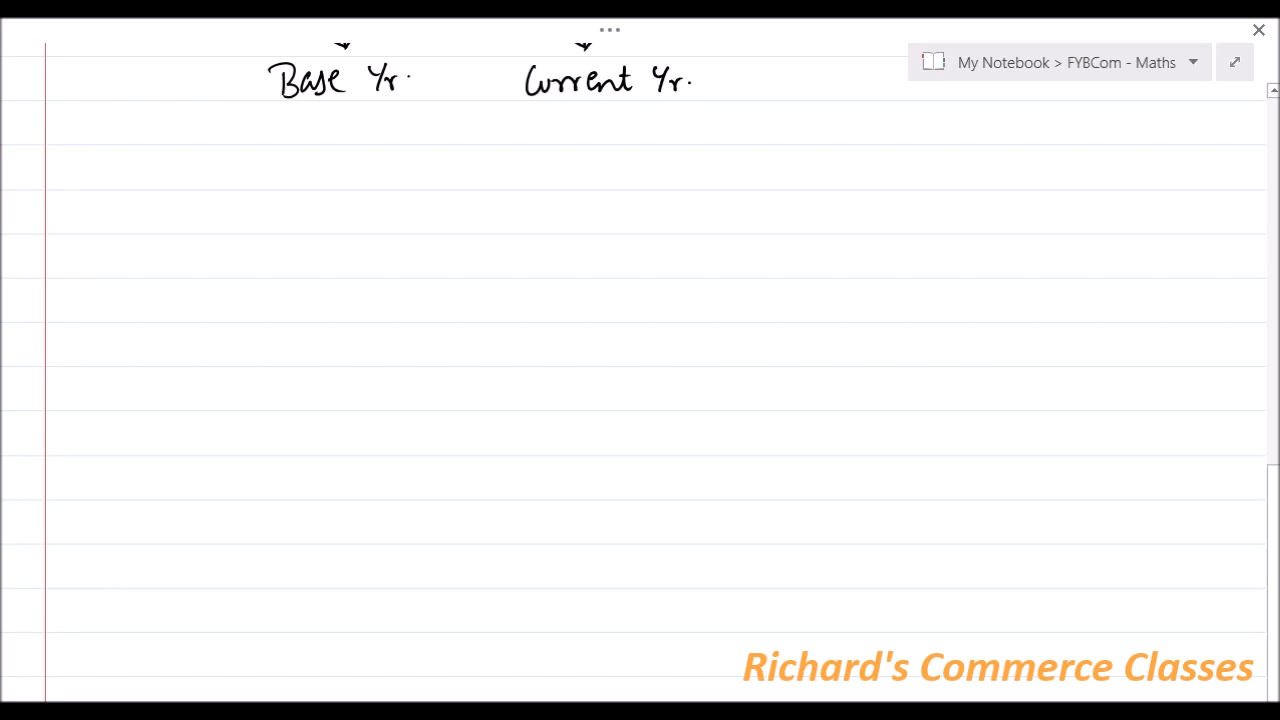 Base Yr. Current Yr.
My Notebook > FYBCom - Maths
Richard's Commerce Classes